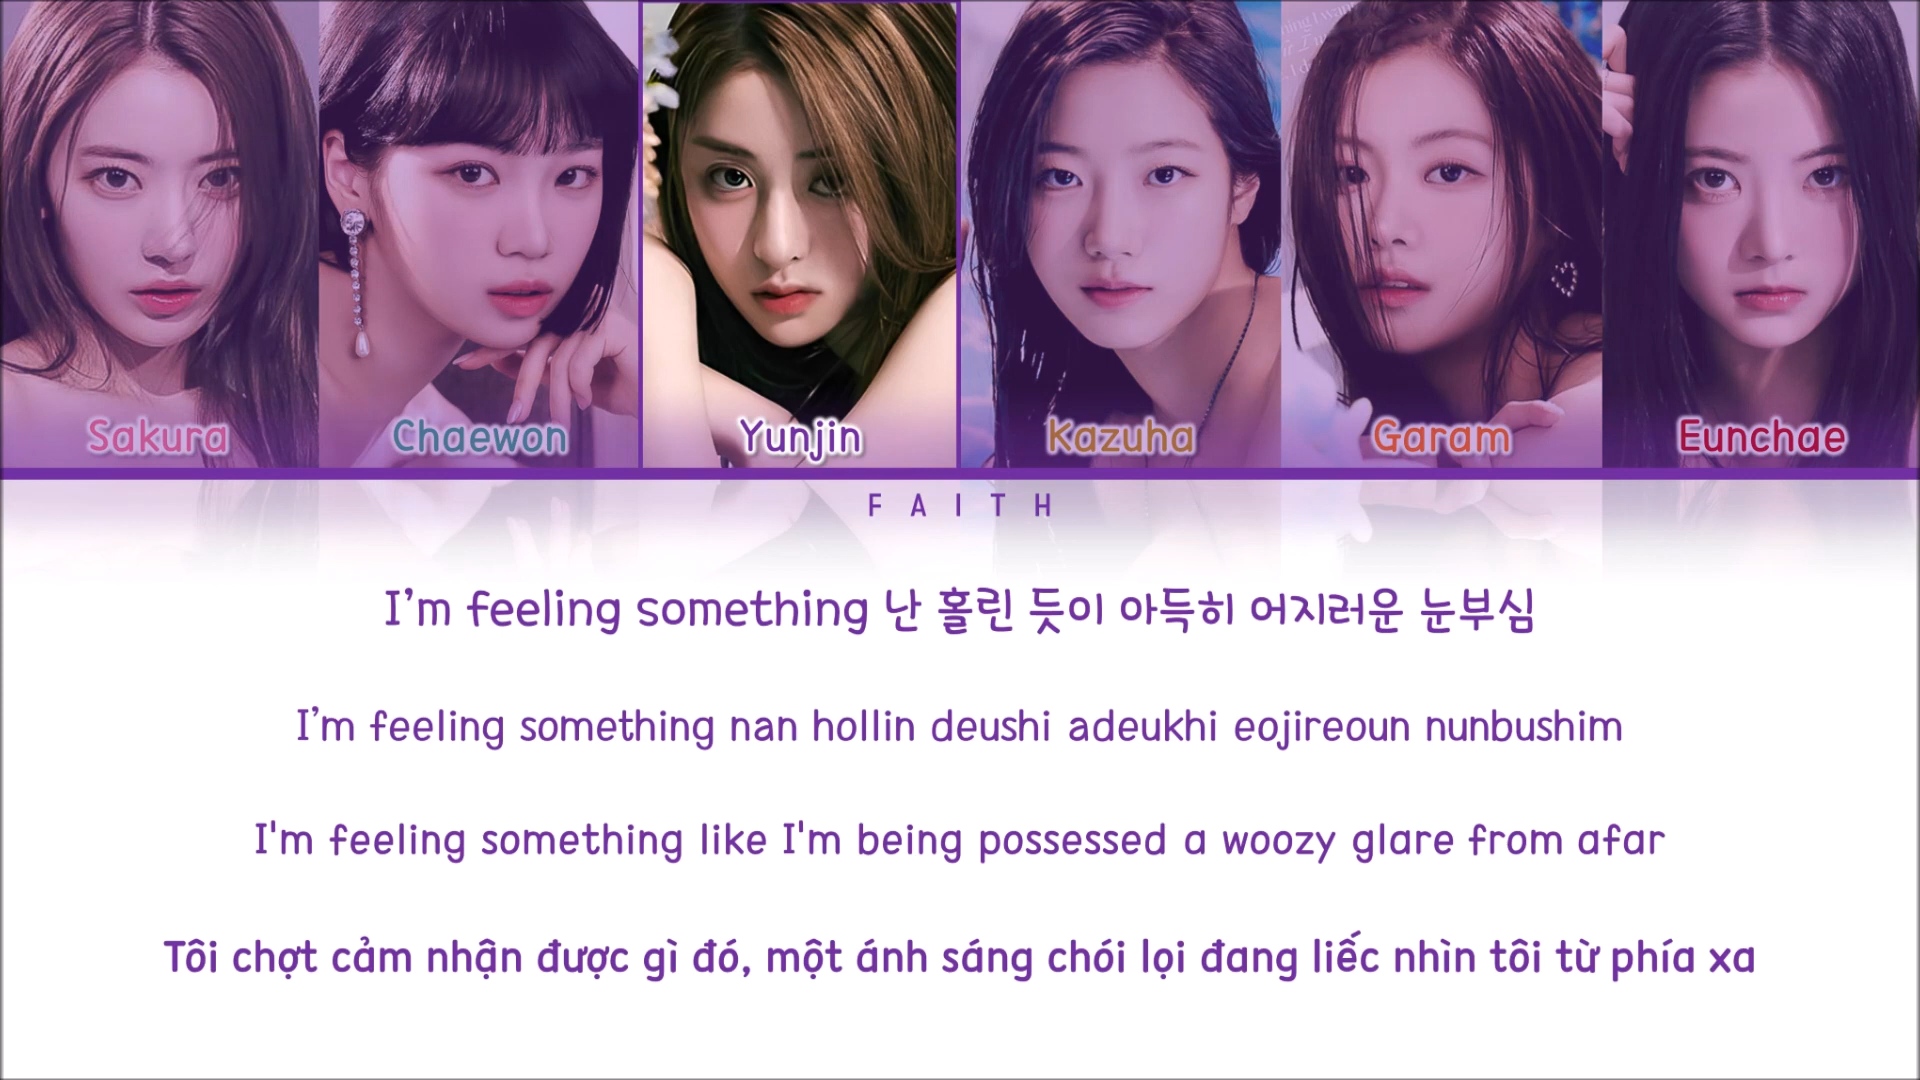 Sakura Chaewon Yunjin Kazuha Garam Eunchae
FAITH
I’m feeling something 난 홀린 듯이 아득히 어지러운 눈부심
I’m feeling something nan hollin deushi adeukhi eojireoun nunbushim
I'm feeling something like I'm being possessed a woozy glare from afar
Tôi chợt cảm nhận được gì đó, một ánh sáng chói lọi đang liếc nhìn tôi từ phía xa